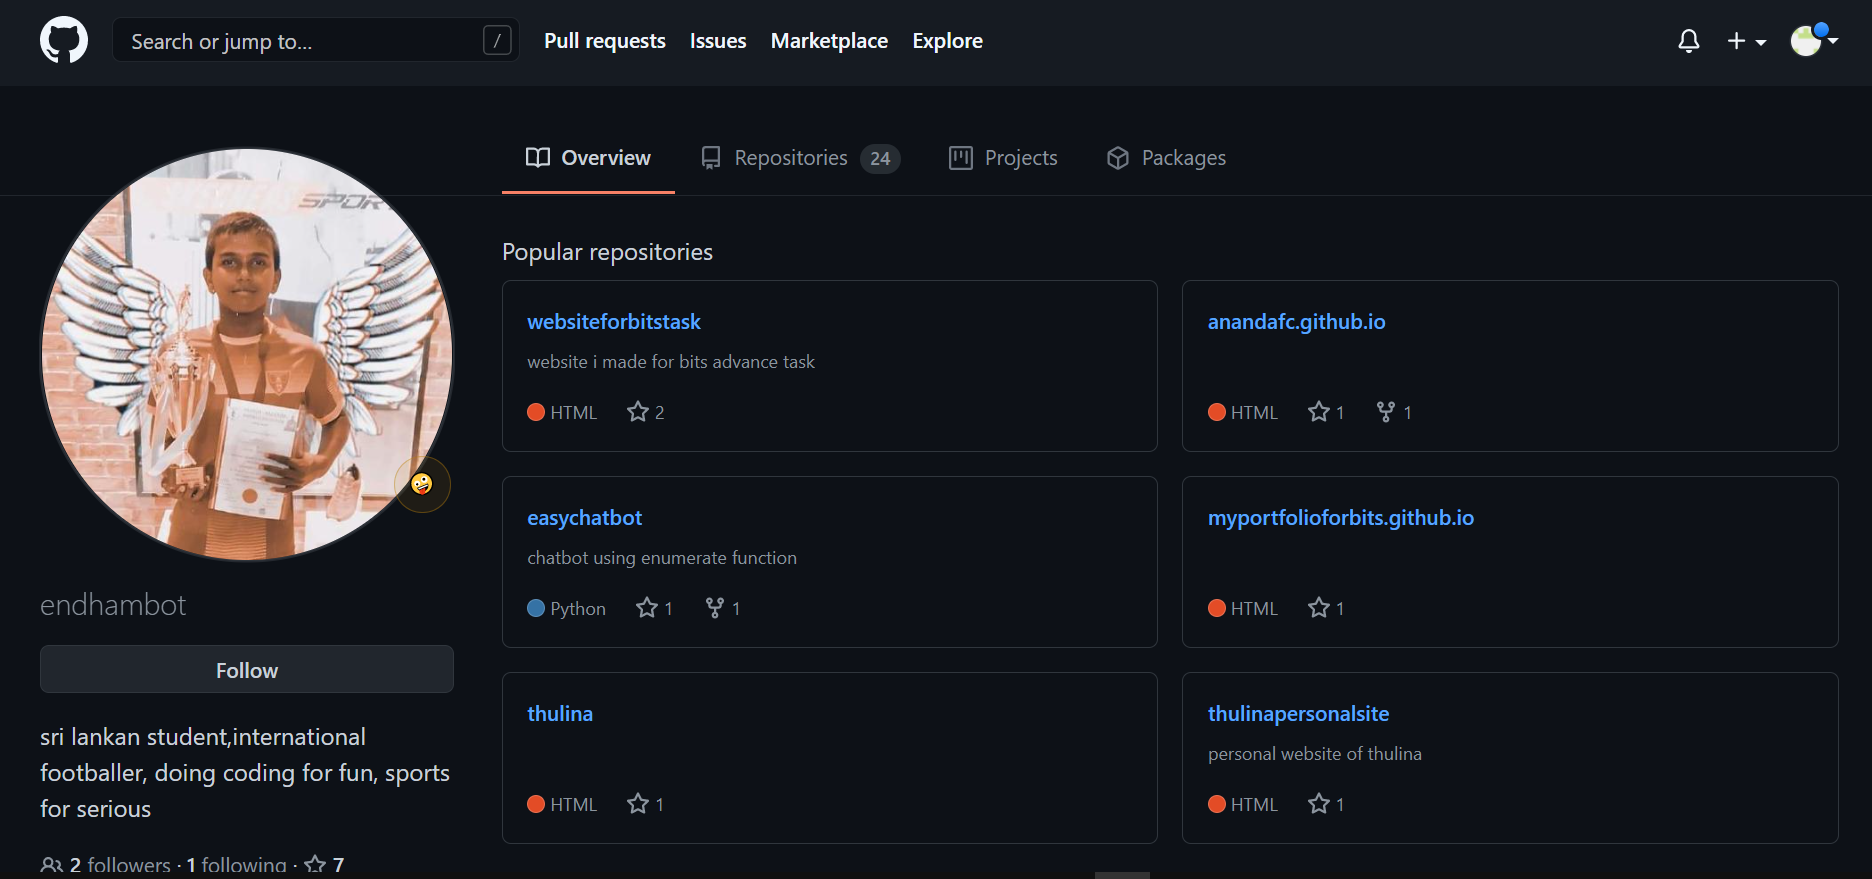 Search or jump to...
/
Pull requests
Issues
Marketplace
Explore
Overview
Repositories 24
Projects
Packages
SPOR
endhambot
Follow
sri lankan student,international
footballer, doing coding for fun, sports
for serious
2 followers · 1 following · 7
Popular repositories
websiteforbitstask
website i made for bits advance task
HTML 2
anandafc.github.io
HTML 1 1
easychatbot
chatbot using enumerate function
Python 1 1
myportfolioforbits.github.io
HTML 1
thulina
HTML 1
thulinapersonalsite
personal website of thulina
HTML 1